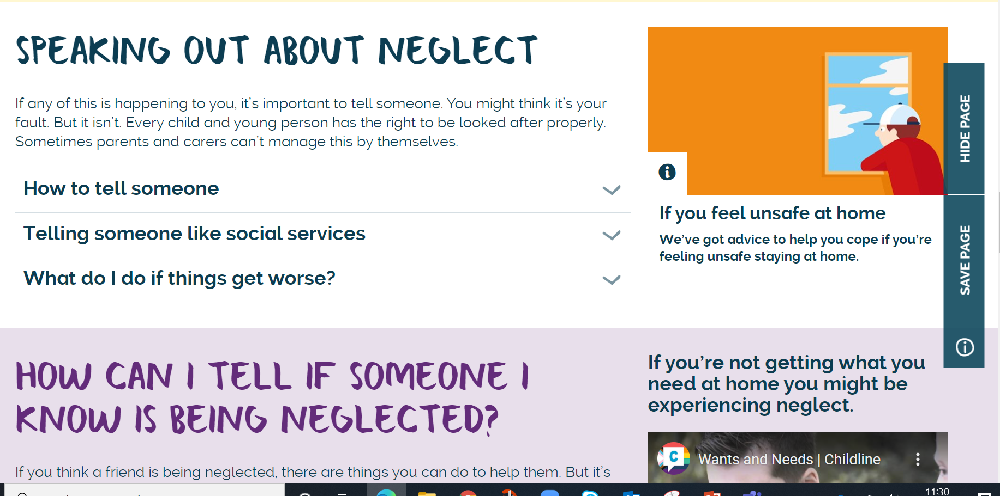 SPEAKING OUT ABOUT NEGLECT
If any of this is happening to you, it’s important to tell someone. You might think it’s your
fault. But it isn’t. Every child and young person has the right to be looked after properly.
Sometimes parents and carers can’t manage this by themselves.
How to tell someone
Telling someone like social services
What do I do if things get worse?
If you feel unsafe at home
We’ve got advice to help you cope if you’re
feeling unsafe staying at home.
HIDE PAGE
SAVE PAGE
HOW CAN I TELL IF SOMEONE I
KNOW IS BEING NEGLECTED?
If you think a friend is being neglected, there are things you can do to help them. But it’s
If you’re not getting what you
need at home you might be
experiencing neglect.
Wants and Needs | Childline
11:30